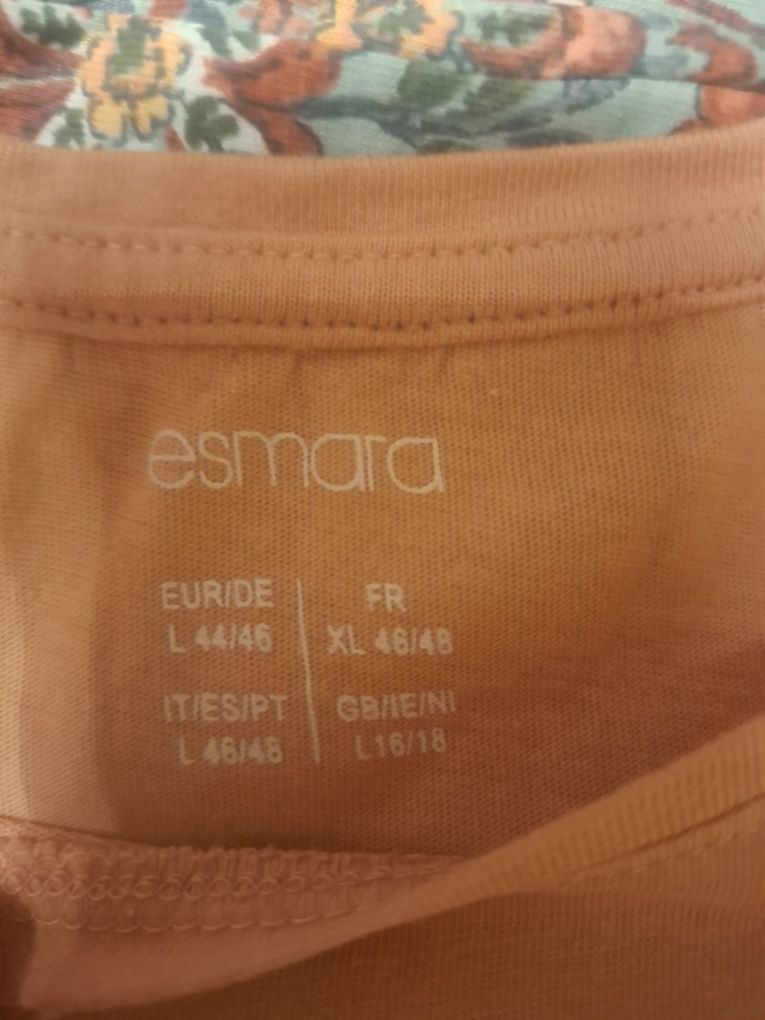 esmara
EUR/DE
L 44/46
FR
XL 46/48
IT/ES/PT
L 46/48
GB/IE/NI
L16/18